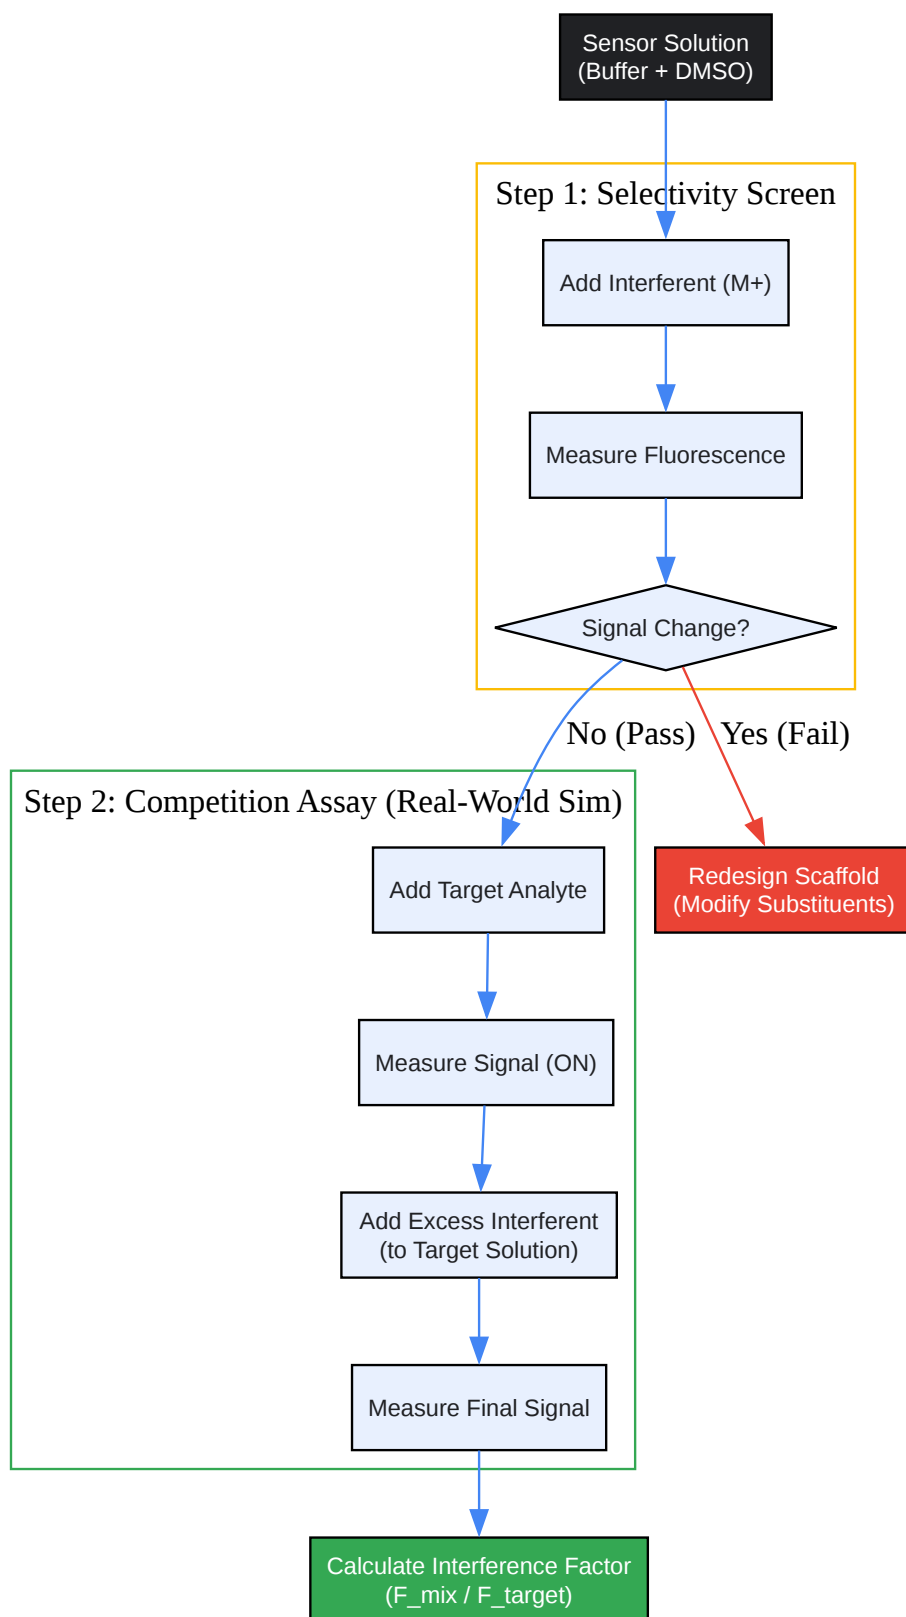 Sensor Solution
(Buffer + DMSO)
Step 1: Selectivity Screen
Add Interferent (M+)
Measure Fluorescence
Signal Change?
No (Pass)
Yes (Fail)
Step 2: Competition Assay (Real-World Sim)
Add Target Analyte
Redesign Scaffold
(Modify Substituents)
Measure Signal (ON)
Add Excess Interferent
(to Target Solution)
Measure Final Signal
Calculate Interference Factor
(F_mix / F_target)